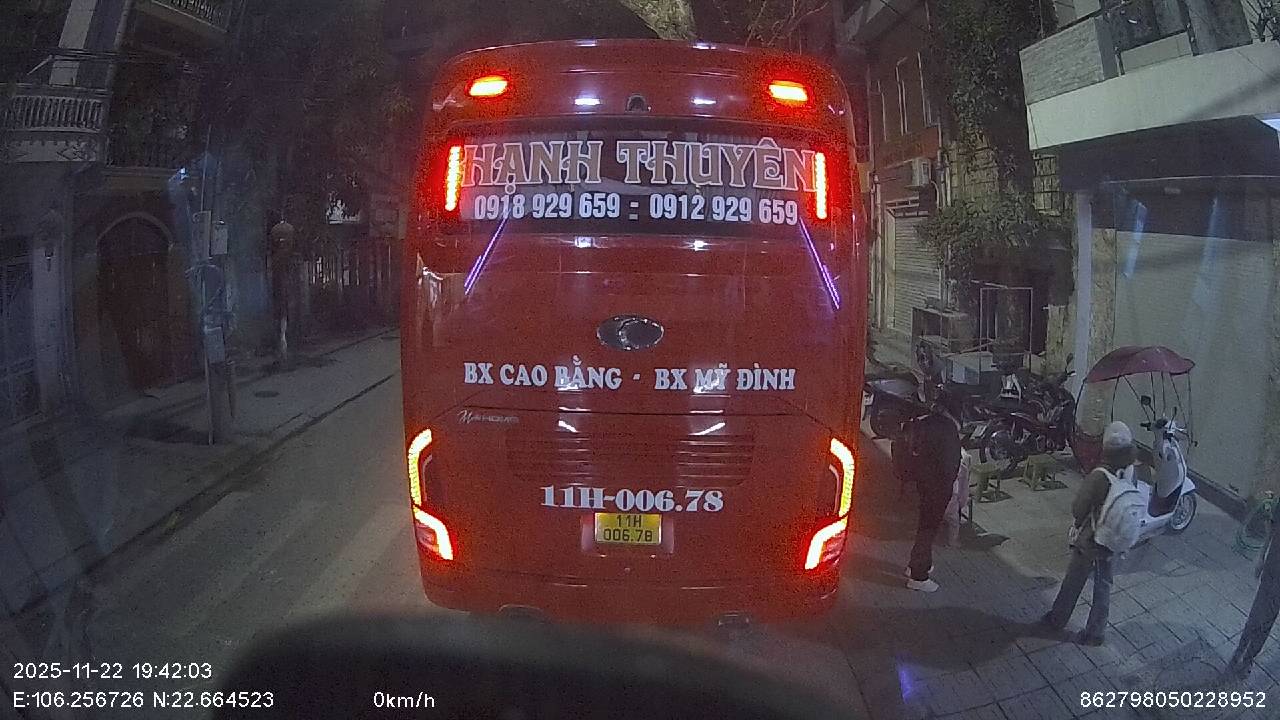 HẠNH THUYÊN
0918 929 659 - 0912 929 659
BX CAO BẰNG - BX MỸ ĐÌNH
11H-006.78
11H
006.78
2025-11-22 19:42:03
E:106.256726 N:22.664523
0km/h
862798050228952